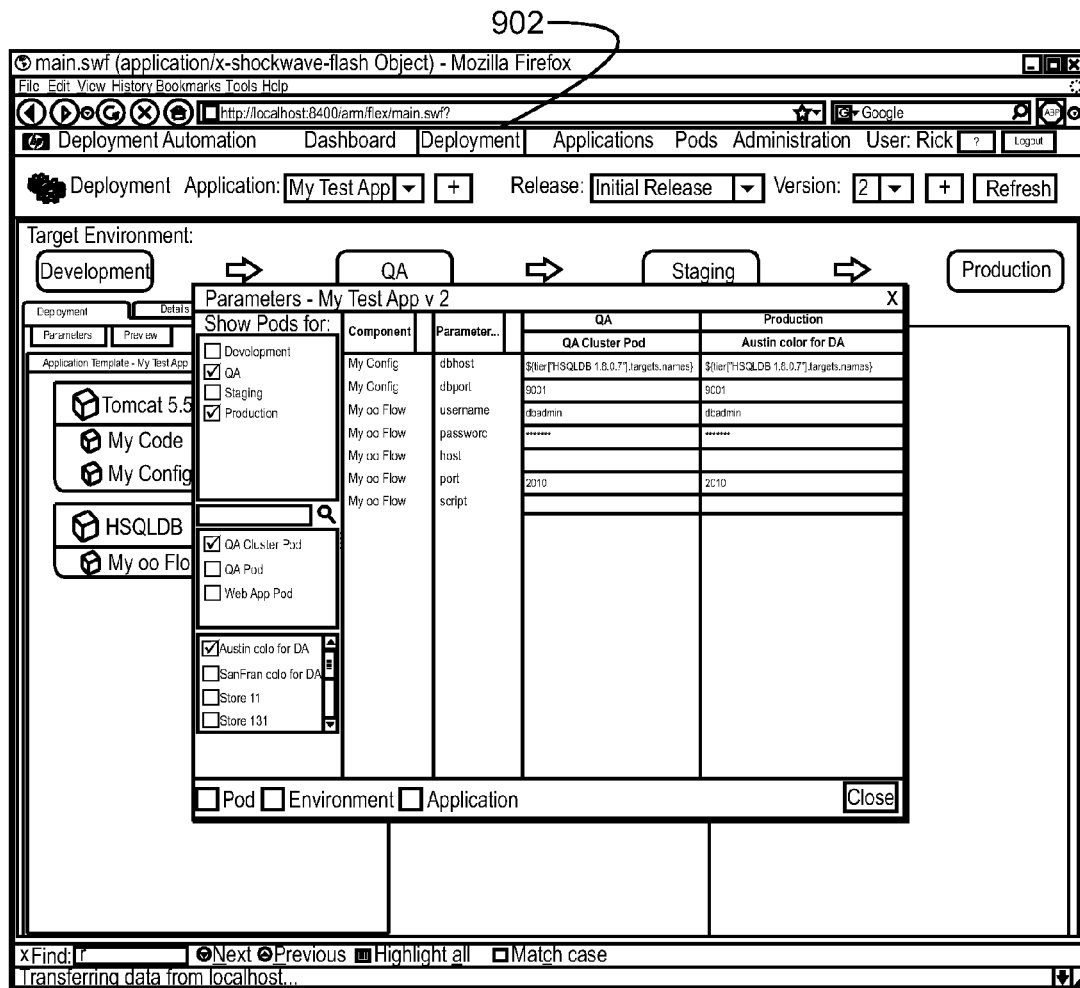 902
main.swf (application/x-shockwave-flash Object) - Mozilla Firefox
File Edit View History Bookmarks Tools Help
http://localhost:8400/arm/flex/main.swf? G Google ABP
hp Deployment Automation Dashboard Deployment Applications Pods Administration User: Rick ? Logout
Deployment Application: My Test App + Release: Initial Release Version: 2 + Refresh
Target Environment:
Development QA Staging Production
Deployment Details
Parameters Preview
Application Template - My Test App
Tomcat 5.5
My Code
My Config
HSQLDB
My oo Flo
Parameters - My Test App v 2 X
Show Pods for:
Development
QA
Staging
Production
QA Cluster Pod
QA Pod
Web App Pod
Austin colo for DA
SanFran colo for DA
Store 11
Store 131
Component Parameter... QA Production
QA Cluster Pod Austin color for DA
My Config dbhost ${tier["HSQLDB 1.8.0.7"].targets.names} ${tier["HSQLDB 1.8.0.7"].targets.names}
My Config dbport 9001 9001
My oo Flow username dbadmin dbadmin
My oo Flow password ******* *******
My oo Flow host
My oo Flow port 2010 2010
My oo Flow script
Pod Environment Application Close
x Find: r Next Previous Highlight all Match case
Transferring data from localhost...